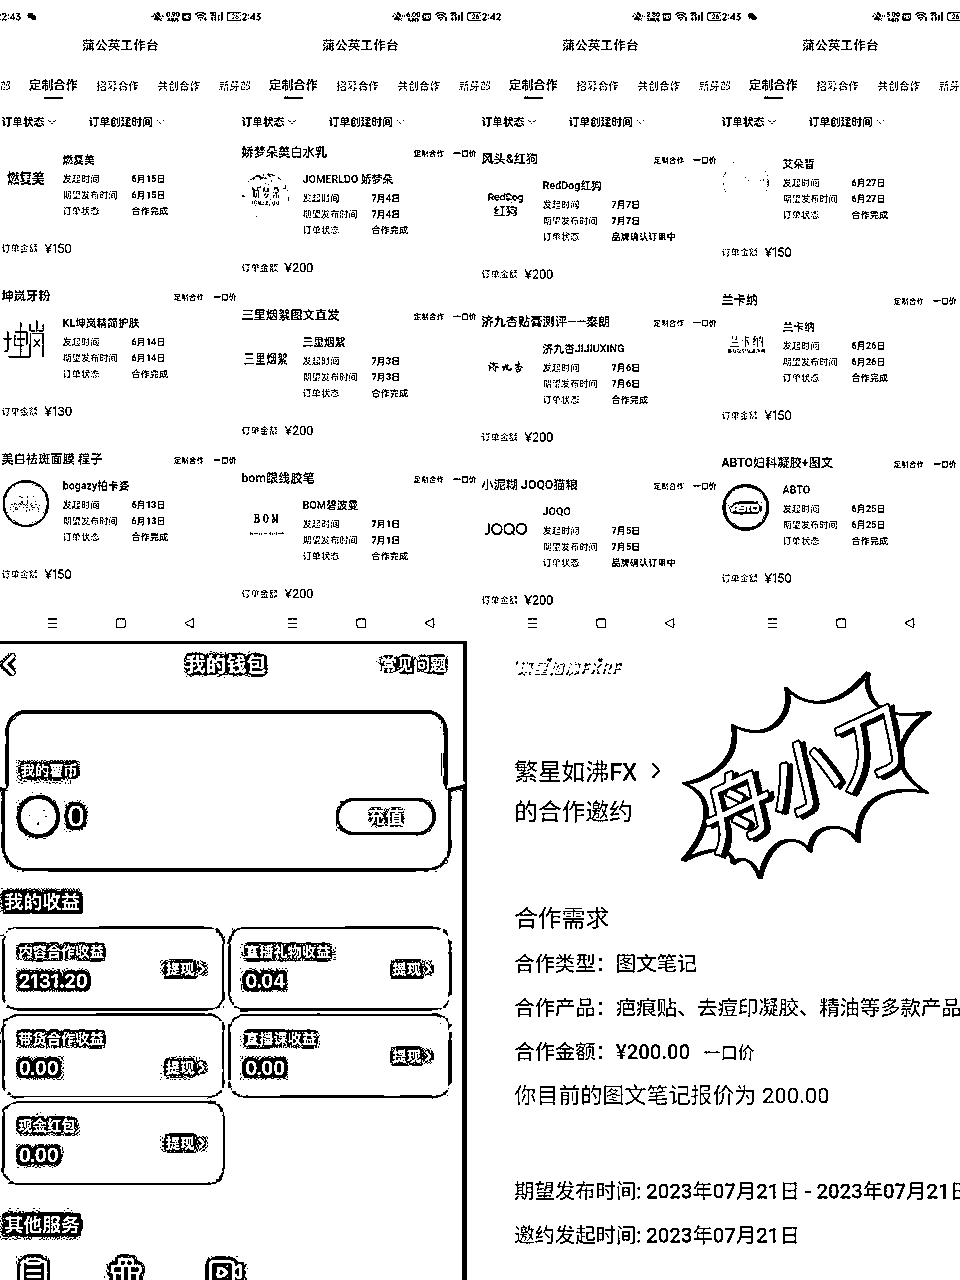 2:43
2:43
2:42
2:43
蒲公英工作台
定制合作 招募合作 共创合作
订单状态 订单创建时间
燃复美
燃复美
发起时间 6月15日
期望发布时间 6月15日
订单状态 合作完成
订单金额 ¥150
坤岚牙粉 定制合作 一口价
KL坤岚精简护肤
发起时间 6月14日
期望发布时间 6月14日
订单状态 合作完成
订单金额 ¥130
美白祛斑面膜 程子 定制合作 一口价
bogazy柏卡姿
发起时间 6月13日
期望发布时间 6月13日
订单状态 合作完成
订单金额 ¥150
蒲公英工作台
定制合作 招募合作 共创合作
订单状态 订单创建时间
娇梦朵美白水乳 定制合作 一口价
JOMERLDO 娇梦朵
发起时间 7月4日
期望发布时间 7月4日
订单状态 合作完成
订单金额 ¥200
三里烟絮图文直发 定制合作 一口价
三里烟絮
三里烟絮
发起时间 7月3日
期望发布时间 7月3日
订单状态 合作完成
订单金额 ¥200
bom眼线胶笔 定制合作 一口价
BOM
BOM碧波曼
发起时间 7月1日
期望发布时间 7月1日
订单状态 合作完成
订单金额 ¥200
蒲公英工作台
定制合作 招募合作 共创合作
订单状态 订单创建时间
风头&红狗 定制合作 一口价
RedDog
红狗
RedDog红狗
发起时间 7月7日
期望发布时间 7月7日
订单状态 品牌确认订单中
订单金额 ¥200
济九杏贴膏测评——泰朗 定制合作 一口价
济九杏
济九杏JIJIUXING
发起时间 7月6日
期望发布时间 7月6日
订单状态 合作完成
订单金额 ¥200
小泥糊 JOQO猫粮 定制合作 一口价
JOQO
JOQO
发起时间 7月5日
期望发布时间 7月5日
订单状态 品牌确认订单中
订单金额 ¥200
蒲公英工作台
定制合作 招募合作 共创合作
订单状态 订单创建时间
艾朵皙
发起时间 6月27日
期望发布时间 6月27日
订单状态 合作完成
订单金额 ¥150
兰卡纳 定制合作 一口价
兰卡纳
兰卡纳
发起时间 6月26日
期望发布时间 6月26日
订单状态 合作完成
订单金额 ¥150
ABTO妇科凝胶+图文 定制合作 一口价
ABTO
ABTO
发起时间 6月25日
期望发布时间 6月25日
订单状态 合作完成
订单金额 ¥150
我的钱包 常见问题
我的薯币
0 充值
我的收益
内容合作收益
2131.20 提现
直播礼物收益
0.04 提现
带货合作收益
0.00 提现
直播课收益
0.00 提现
现金红包
0.00 提现
其他服务
舟小刀
繁星如沸FX
的合作邀约
合作需求
合作类型：图文笔记
合作产品：疤痕贴、去痘印凝胶、精油等多款产品
合作金额：¥200.00 一口价
你目前的图文笔记报价为 200.00
期望发布时间: 2023年07月21日 - 2023年07月21日
邀约发起时间: 2023年07月21日